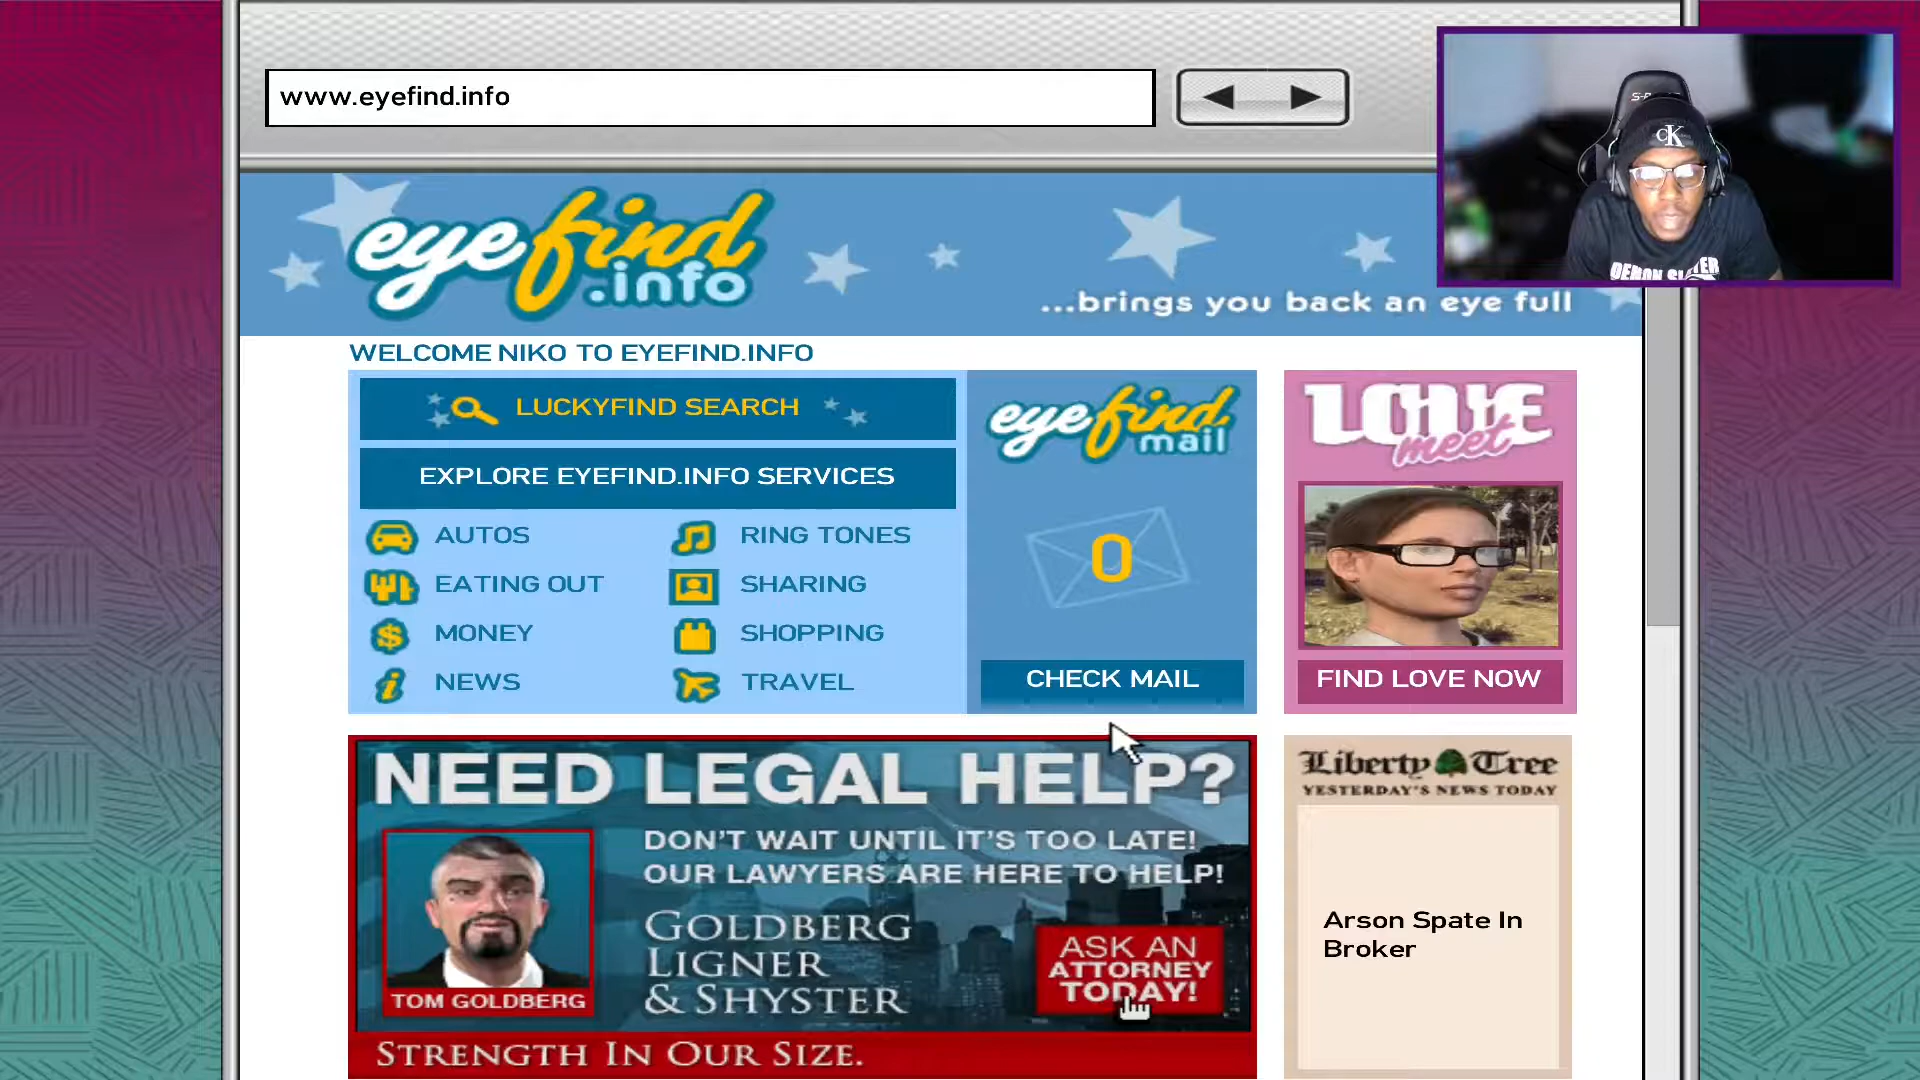 www.eyefind.info
CK
DEMON SLAYER
eyefind
.info
...brings you back an eye full
WELCOME NIKO TO EYEFIND.INFO
LUCKYFIND SEARCH
EXPLORE EYEFIND.INFO SERVICES
AUTOS
RING TONES
EATING OUT
SHARING
MONEY
SHOPPING
NEWS
TRAVEL
eyefind
mail
0
CHECK MAIL
LOVE
meet
FIND LOVE NOW
NEED LEGAL HELP?
DON'T WAIT UNTIL IT'S TOO LATE!
OUR LAWYERS ARE HERE TO HELP!
GOLDBERG
LIGNER
& SHYSTER
TOM GOLDBERG
ASK AN
ATTORNEY
TODAY!
STRENGTH IN OUR SIZE.
Liberty Tree
YESTERDAY'S NEWS TODAY
Arson Spate In
Broker